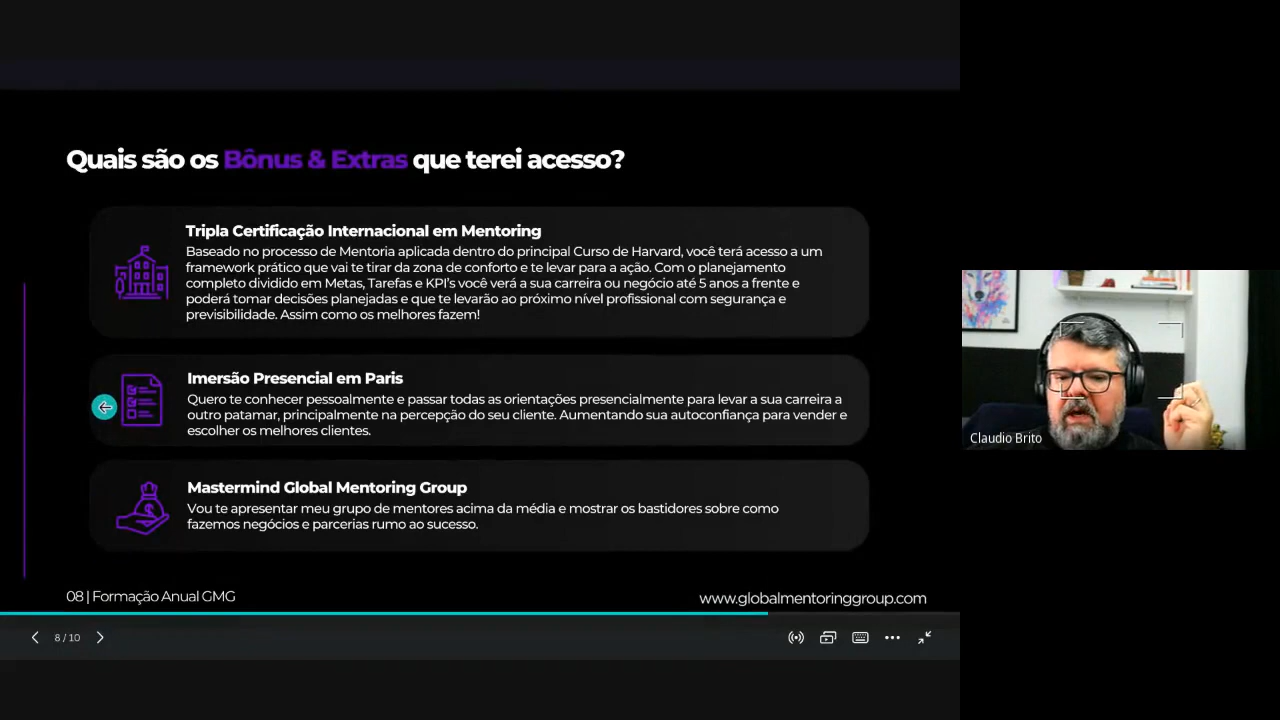 Quais são os Bônus & Extras que terei acesso?
Tripla Certificação Internacional em Mentoring
Baseado no processo de Mentoria aplicada dentro do principal Curso de Harvard, você terá acesso a um
framework prático que vai te tirar da zona de conforto e te levar para a ação. Com o planejamento
completo dividido em Metas, Tarefas e KPI's você verá a sua carreira ou negócio até 5 anos a frente e
poderá tomar decisões planejadas e que te levarão ao próximo nível profissional com segurança e
previsibilidade. Assim como os melhores fazem!
Imersão Presencial em Paris
Quero te conhecer pessoalmente e passar todas as orientações presencialmente para levar a sua carreira a
outro patamar, principalmente na percepção do seu cliente. Aumentando sua autoconfiança para vender e
escolher os melhores clientes.
Mastermind Global Mentoring Group
Vou te apresentar meu grupo de mentores acima da média e mostrar os bastidores sobre como
fazemos negócios e parcerias rumo ao sucesso.
08 | Formação Anual GMG
www.globalmentoringgroup.com
8 / 10
Claudio Brito